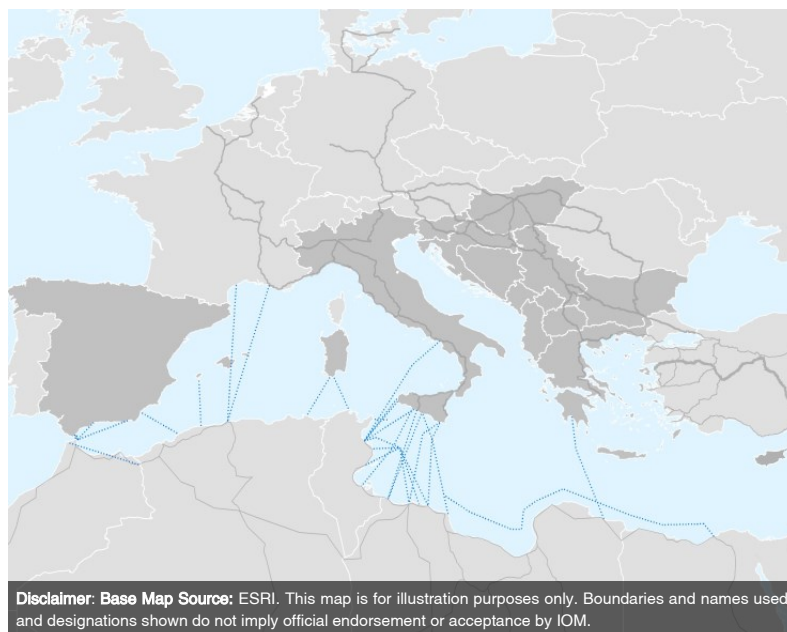 Disclaimer: Base Map Source: ESRI. This map is for illustration purposes only. Boundaries and names used
and designations shown do not imply official endorsement or acceptance by IOM.